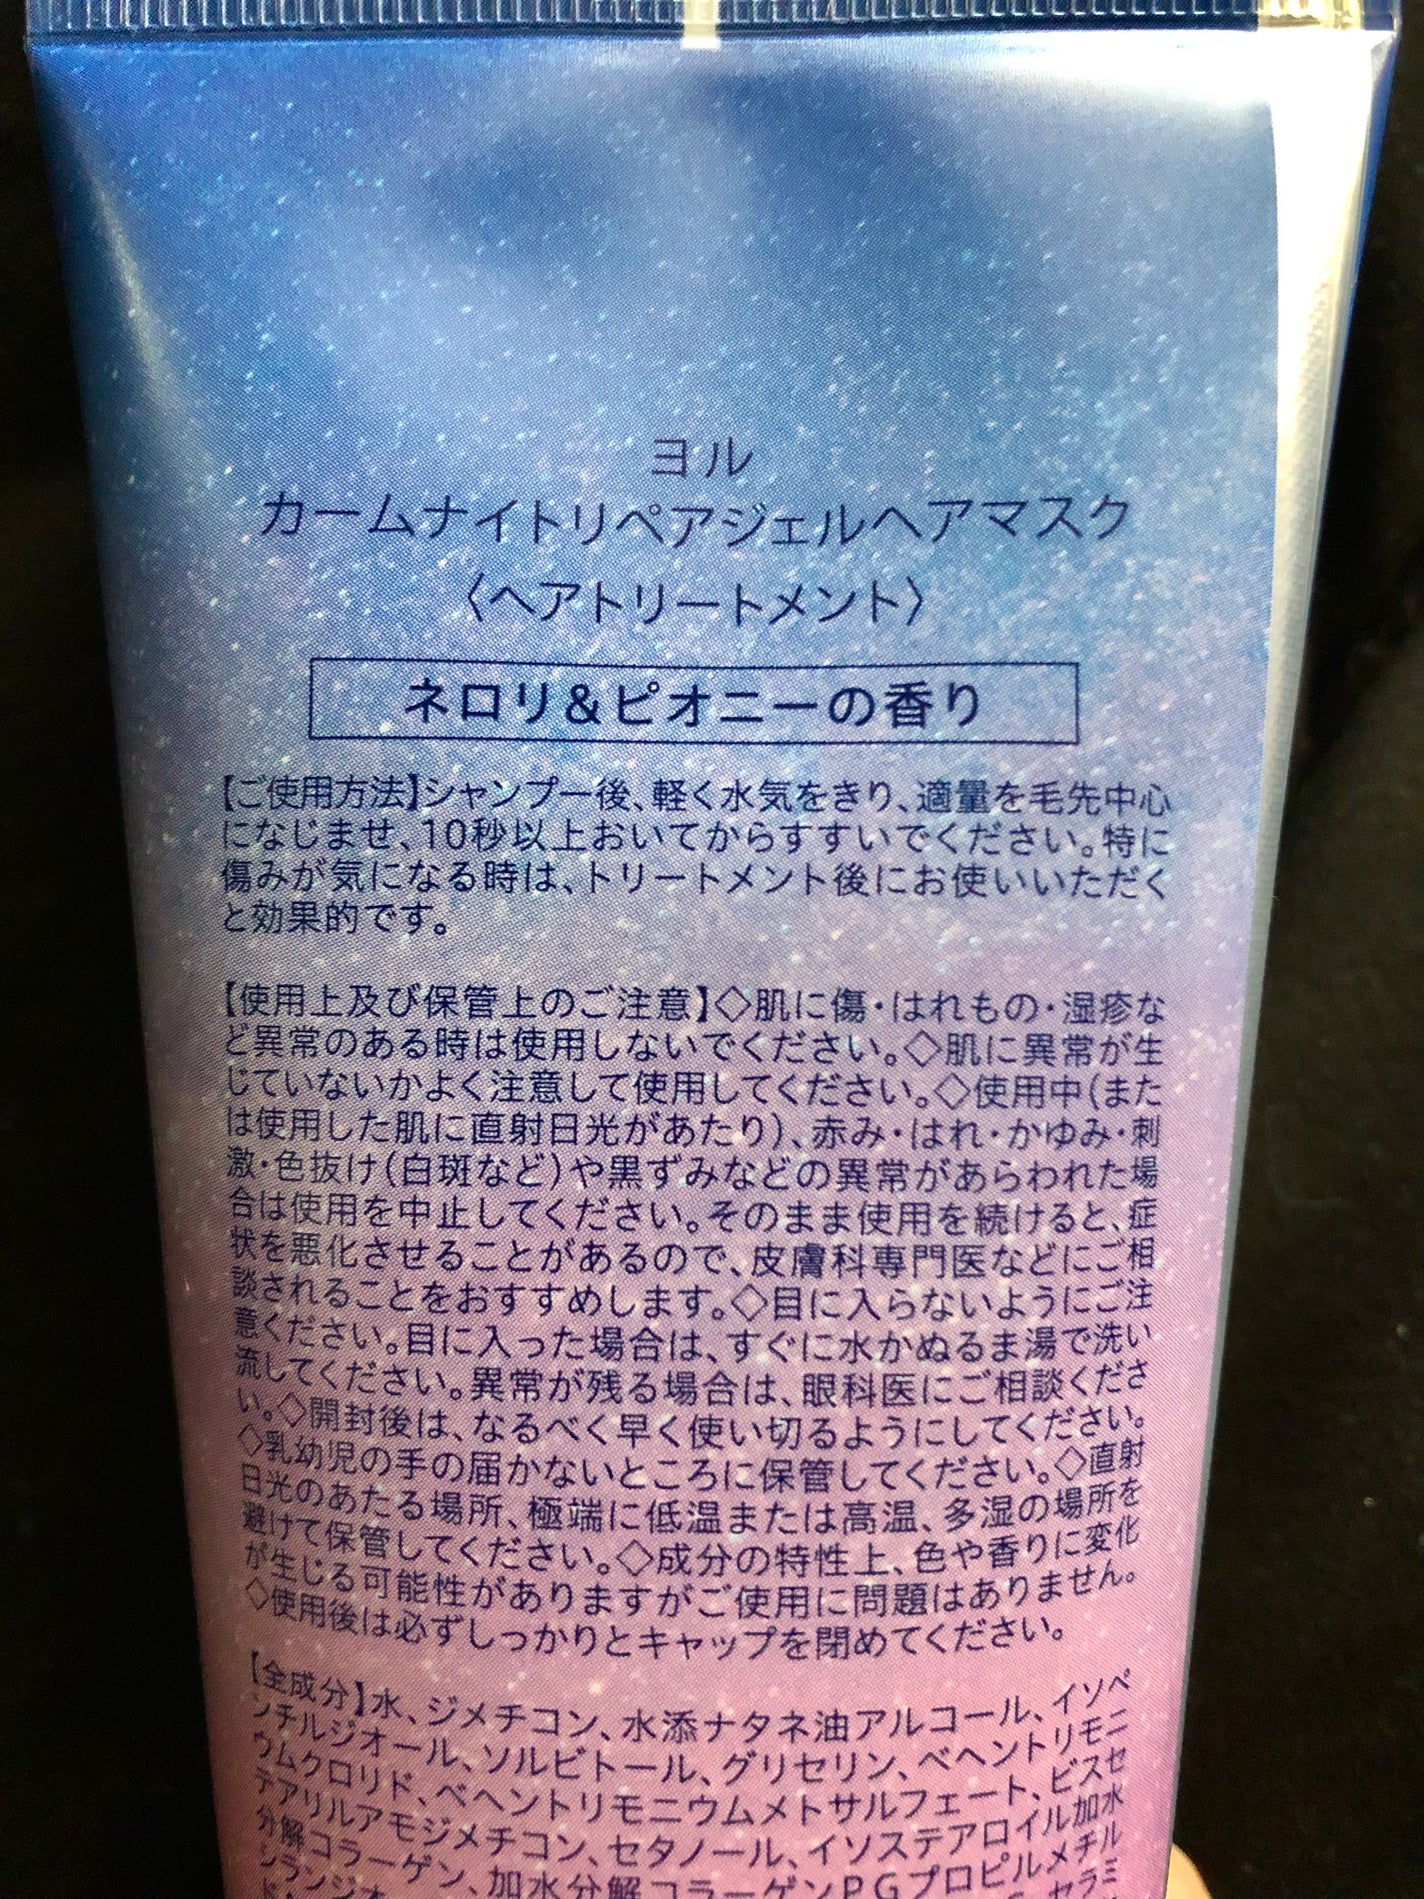 ヨル
カームナイトリペアジェルヘアマスク
〈ヘアトリートメント〉
ネロリ&ピオニーの香り
【ご使用方法】シャンプー後、軽く水気をきり、適量を毛先中心
になじませ、10秒以上おいてからすすいでください。特に
傷みが気になる時は、トリートメント後にお使いいただく
と効果的です。
【使用上及び保管上のご注意】◇肌に傷・はれもの・湿疹な
ど異常のある時は使用しないでください。◇肌に異常が生
じていないかよく注意して使用してください。◇使用中(また
は使用した肌に直射日光があたり)、赤み・はれ・かゆみ・刺
激・色抜け(白斑など)や黒ずみなどの異常があらわれた場
合は使用を中止してください。そのまま使用を続けると、症
状を悪化させることがあるので、皮膚科専門医などにご相
談されることをおすすめします。◇目に入らないようにご注
意ください。目に入った場合は、すぐに水かぬるま湯で洗い
流してください。異常が残る場合は、眼科医にご相談くださ
い。◇開封後は、なるべく早く使い切るようにしてください。
◇乳幼児の手の届かないところに保管してください。◇直射
日光のあたる場所、極端に低温または高温、多湿の場所を
避けて保管してください。◇成分の特性上、色や香りに変化
が生じる可能性がありますがご使用に問題はありません。
◇使用後は必ずしっかりとキャップを閉めてください。
【全成分】水、ジメチコン、水添ナタネ油アルコール、イソペ
ンチルジオール、ソルビトール、グリセリン、ベヘントリモニ
ウムクロリド、ベヘントリモニウムメトサルフェート、ビスセ
テアリルアモジメチコン、セタノール、イソステアロイル加水
分解コラーゲン、加水分解コラーゲンPGプロピルメチル
シランジオ
セラミ